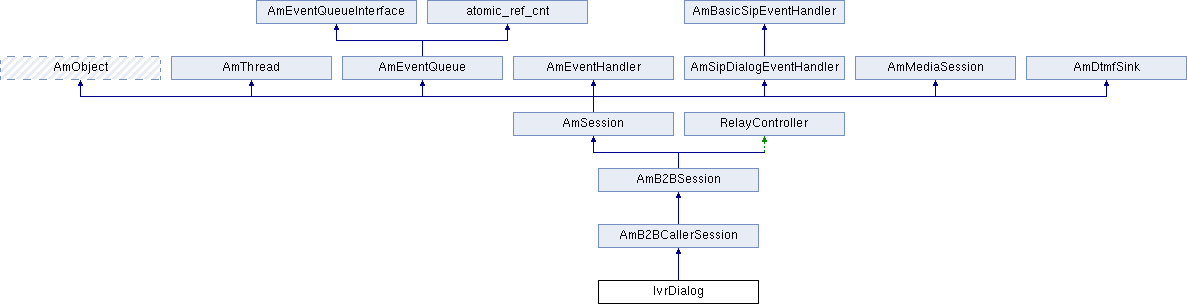 AmEventQueueInterface
atomic_ref_cnt
AmBasicSipEventHandler
AmObject
AmThread
AmEventQueue
AmEventHandler
AmSipDialogEventHandler
AmMediaSession
AmDtmfSink
AmSession
RelayController
AmB2BSession
AmB2BCallerSession
IvrDialog